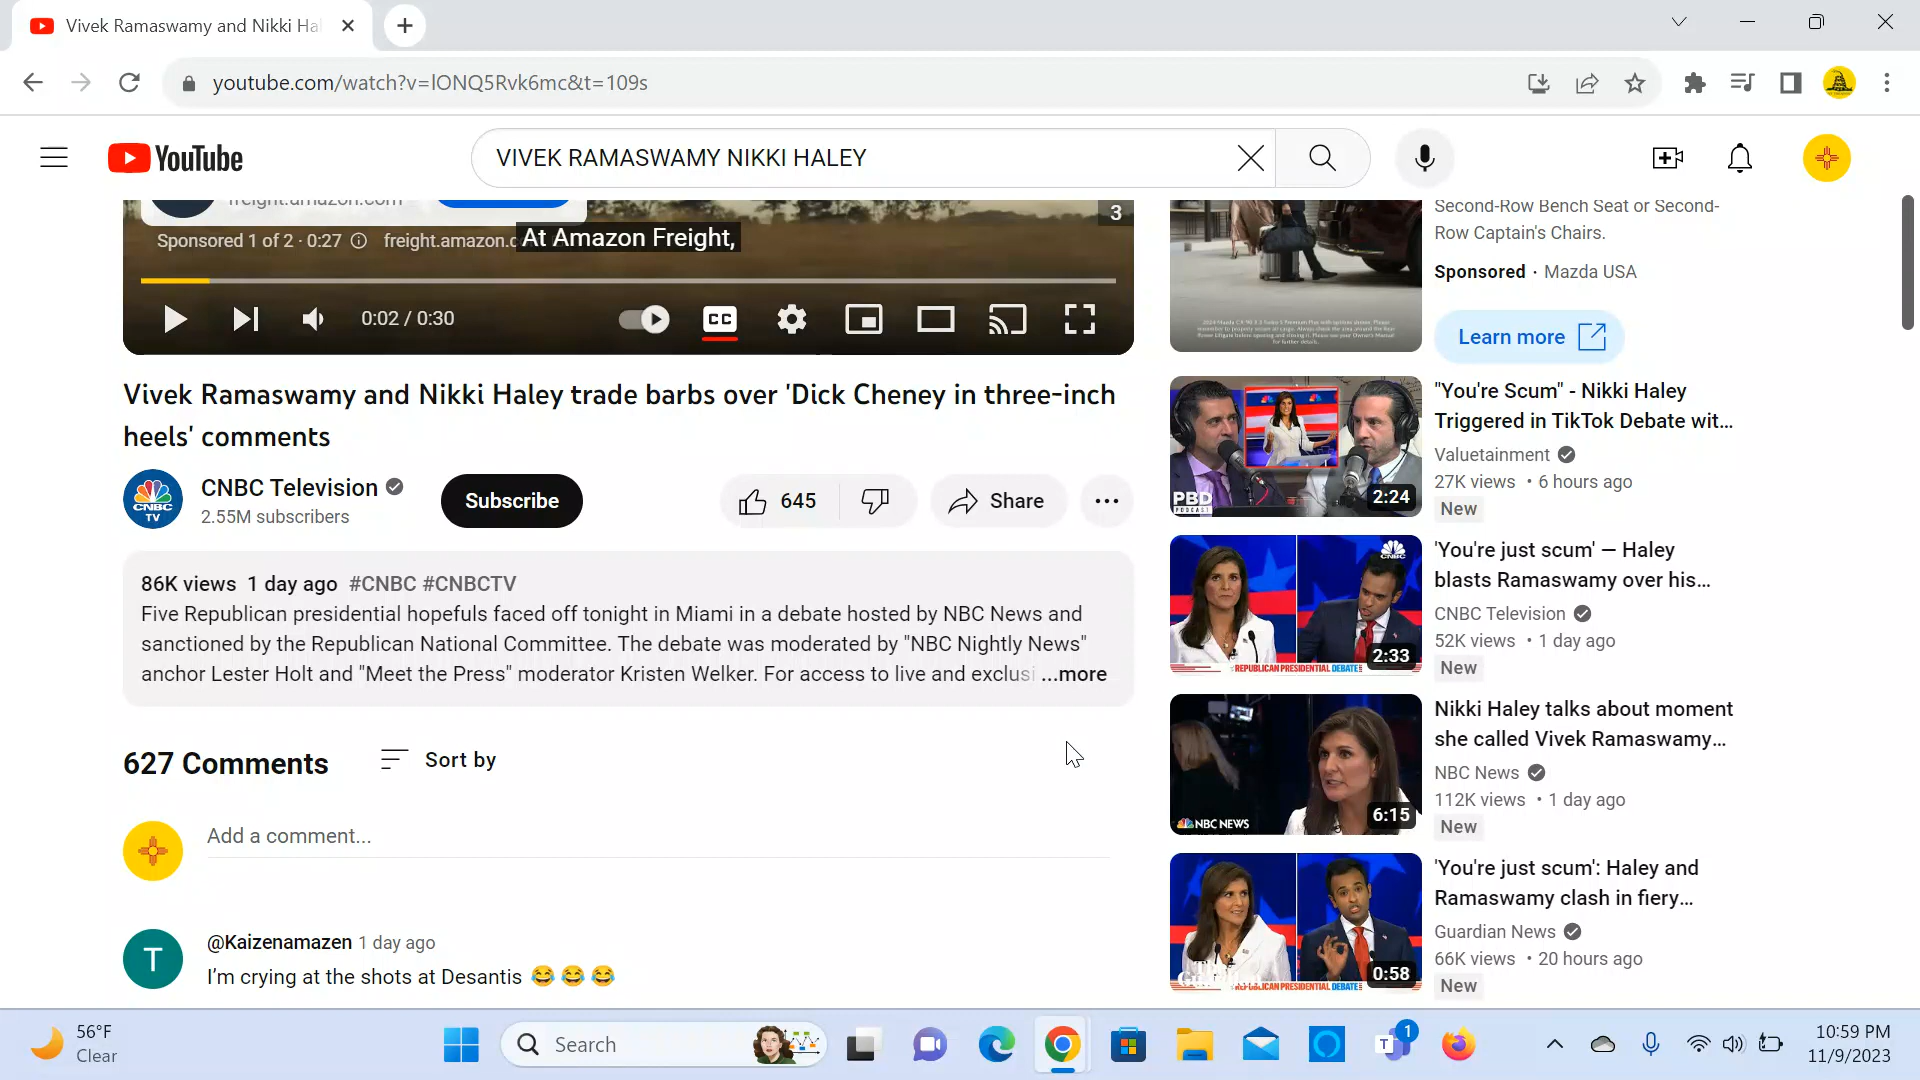 Vivek Ramaswamy and Nikki Hal
youtube.com/watch?v=lONQ5Rvk6mc&t=109s
YouTube
VIVEK RAMASWAMY NIKKI HALEY
freight.amazon.com
Sponsored 1 of 2 · 0:27
freight.amazon.c
At Amazon Freight,
3
0:02 / 0:30
CC
Vivek Ramaswamy and Nikki Haley trade barbs over 'Dick Cheney in three-inch
heels' comments
CNBC TV
CNBC Television
2.55M subscribers
Subscribe
645
Share
86K views 1 day ago #CNBC #CNBCTV
Five Republican presidential hopefuls faced off tonight in Miami in a debate hosted by NBC News and
sanctioned by the Republican National Committee. The debate was moderated by "NBC Nightly News"
anchor Lester Holt and "Meet the Press" moderator Kristen Welker. For access to live and exclusi ...more
627 Comments
Sort by
Add a comment...
T
@Kaizenamazen 1 day ago
I'm crying at the shots at Desantis 😂 😂 😂
Second-Row Bench Seat or Second-
Row Captain's Chairs.
Sponsored · Mazda USA
Learn more
PBD
PODCAST
2:24
"You're Scum" - Nikki Haley
Triggered in TikTok Debate wit...
Valuetainment
27K views • 6 hours ago
New
CNBC
REPUBLICAN PRESIDENTIAL DEBATE
2:33
'You're just scum' — Haley
blasts Ramaswamy over his...
CNBC Television
52K views • 1 day ago
New
NBC NEWS
6:15
Nikki Haley talks about moment
she called Vivek Ramaswamy...
NBC News
112K views • 1 day ago
New
REPUBLICAN PRESIDENTIAL DEBATE
0:58
'You're just scum': Haley and
Ramaswamy clash in fiery...
Guardian News
66K views • 20 hours ago
New
56°F
Clear
Search
T
1
10:59 PM
11/9/2023